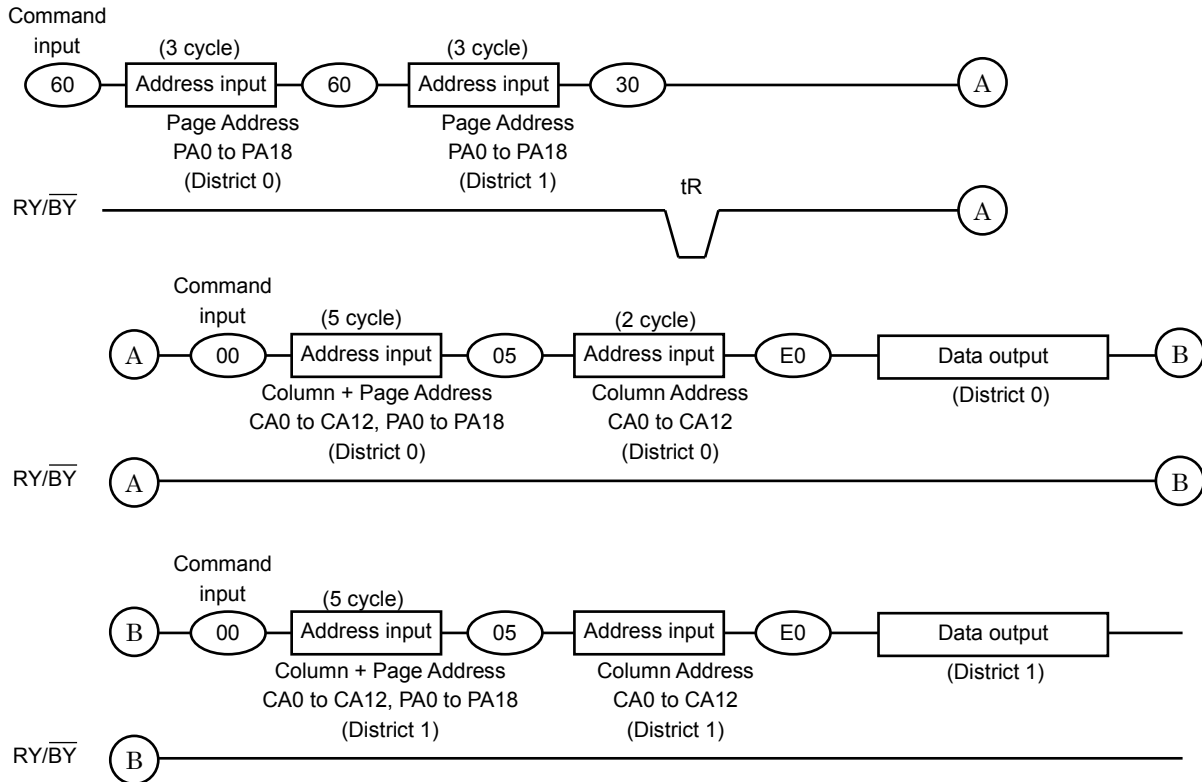 Command
input
(3 cycle) (3 cycle)
60 Address input 60 Address input 30 A
Page Address Page Address
PA0 to PA18 PA0 to PA18
(District 0) (District 1)
tR
RY/BY A
Command
input
(5 cycle) (2 cycle)
A 00 Address input 05 Address input E0 Data output B
Column + Page Address Column Address (District 0)
CA0 to CA12, PA0 to PA18 CA0 to CA12
(District 0) (District 0)
RY/BY A B
Command
input
(5 cycle)
B 00 Address input 05 Address input E0 Data output
Column + Page Address Column Address (District 1)
CA0 to CA12, PA0 to PA18 CA0 to CA12
(District 1) (District 1)
RY/BY B